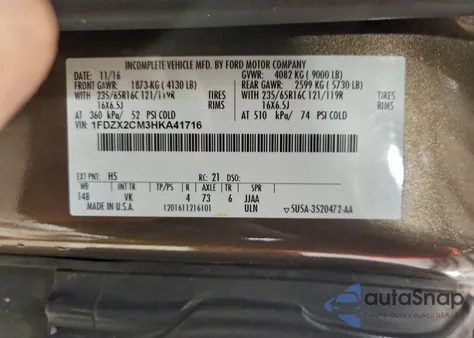 INCOMPLETE VEHICLE MFD. BY FORD MOTOR COMPANY
DATE: 11/16 GVWR: 4082 KG ( 9000 LB)
FRONT GAWR: 1873 KG ( 4130 LB) REAR GAWR: 2599 KG ( 5730 LB)
WITH 235/65R16C 121/119R TIRES WITH 235/65R16C 121/119R TIRES
16X6.5J RIMS 16X6.5J RIMS
AT 360 kPa/ 52 PSI COLD AT 510 kPa/ 74 PSI COLD
VIN: 1FDZX2CM3HKA41716
EXT PNT: H5 RC: 21 DSO:
WB INT TR TP/PS R AXLE TR SPR
148 VK 4 73 6 JJAA
MADE IN U.S.A. 1201611216101 ULN ▽5U5A-3520472-AA
autoSnap